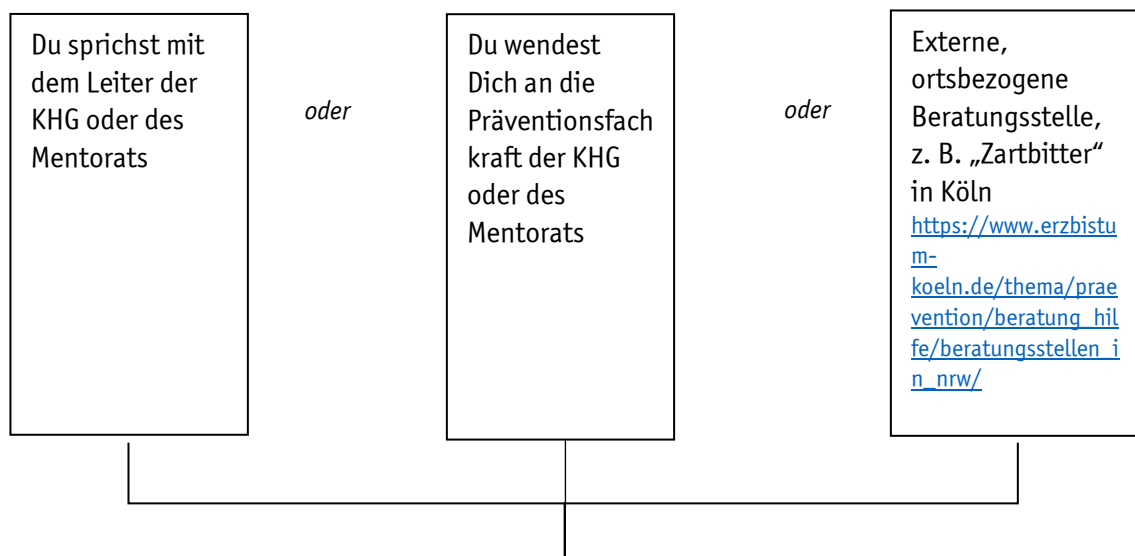 Du sprichst mit
dem Leiter der
KHG oder des
Mentorats
oder
Du wendest
Dich an die
Präventionsfach
kraft der KHG
oder des
Mentorats
oder
Externe,
ortsbezogene
Beratungsstelle,
z. B. „Zartbitter“
in Köln
https://www.erzbistu
m-
koeln.de/thema/prae
vention/beratung_hil
fe/beratungsstellen_i
n_nrw/